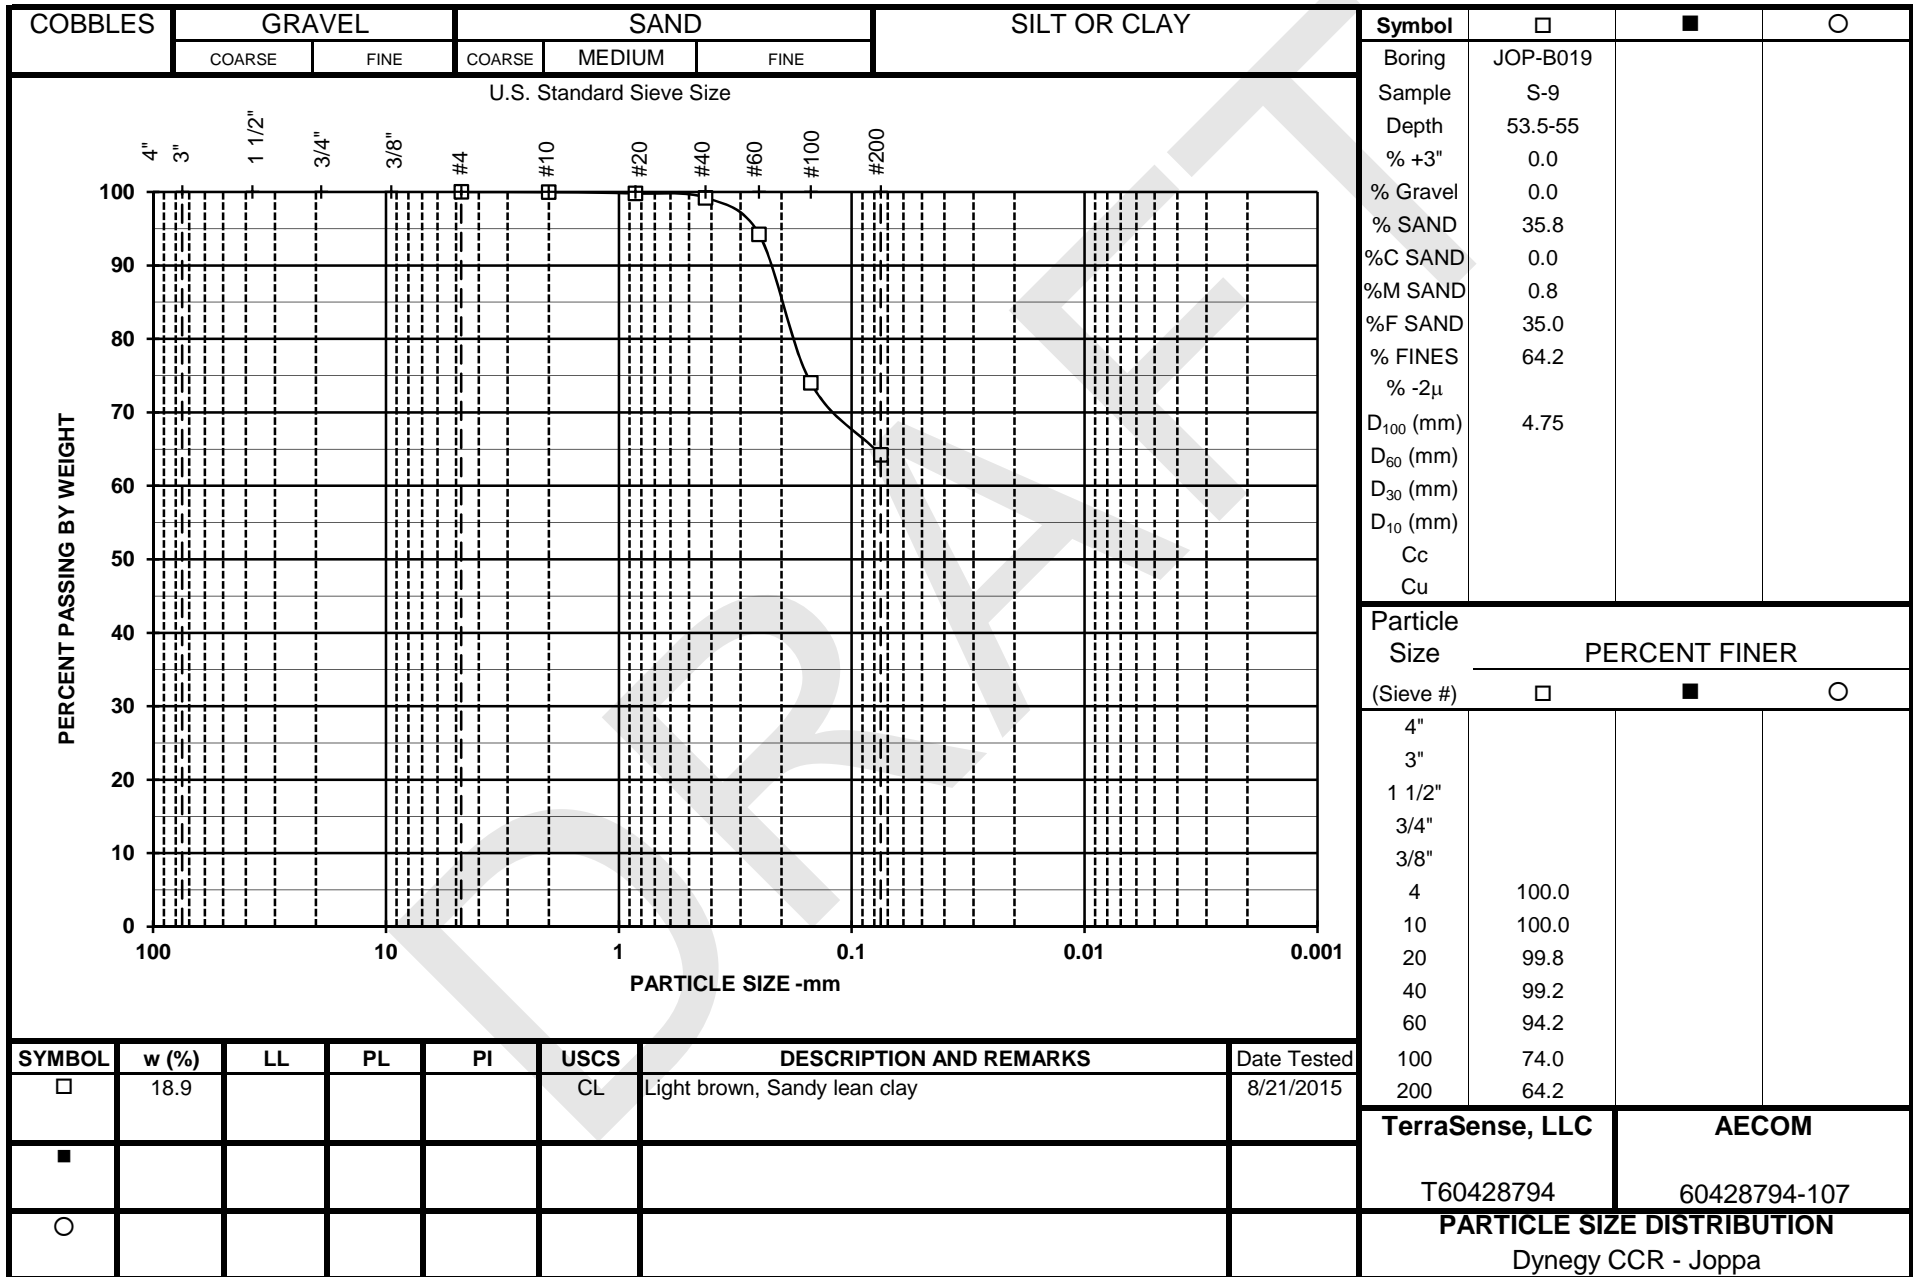 COBBLES GRAVEL SAND SILT OR CLAY
COARSE FINE COARSE MEDIUM FINE
U.S. Standard Sieve Size
4" 3" 1 1/2" 3/4" 3/8" #4 #10 #20 #40 #60 #100 #200
100
90
80
70
60
50
40
30
20
10
0
PERCENT PASSING BY WEIGHT
100 10 1 0.1 0.01 0.001
PARTICLE SIZE -mm
DRAFT
Symbol □ ■ ○
Boring JOP-B019
Sample S-9
Depth 53.5-55
% +3" 0.0
% Gravel 0.0
% SAND 35.8
%C SAND 0.0
%M SAND 0.8
%F SAND 35.0
% FINES 64.2
% -2μ
D100 (mm) 4.75
D60 (mm)
D30 (mm)
D10 (mm)
Cc
Cu
Particle
Size PERCENT FINER
(Sieve #) □ ■ ○
4"
3"
1 1/2"
3/4"
3/8"
4 100.0
10 100.0
20 99.8
40 99.2
60 94.2
100 74.0
200 64.2
SYMBOL w (%) LL PL PI USCS DESCRIPTION AND REMARKS Date Tested
□ 18.9 CL Light brown, Sandy lean clay 8/21/2015
■
○
TerraSense, LLC AECOM
T60428794 60428794-107
PARTICLE SIZE DISTRIBUTION
Dynegy CCR - Joppa